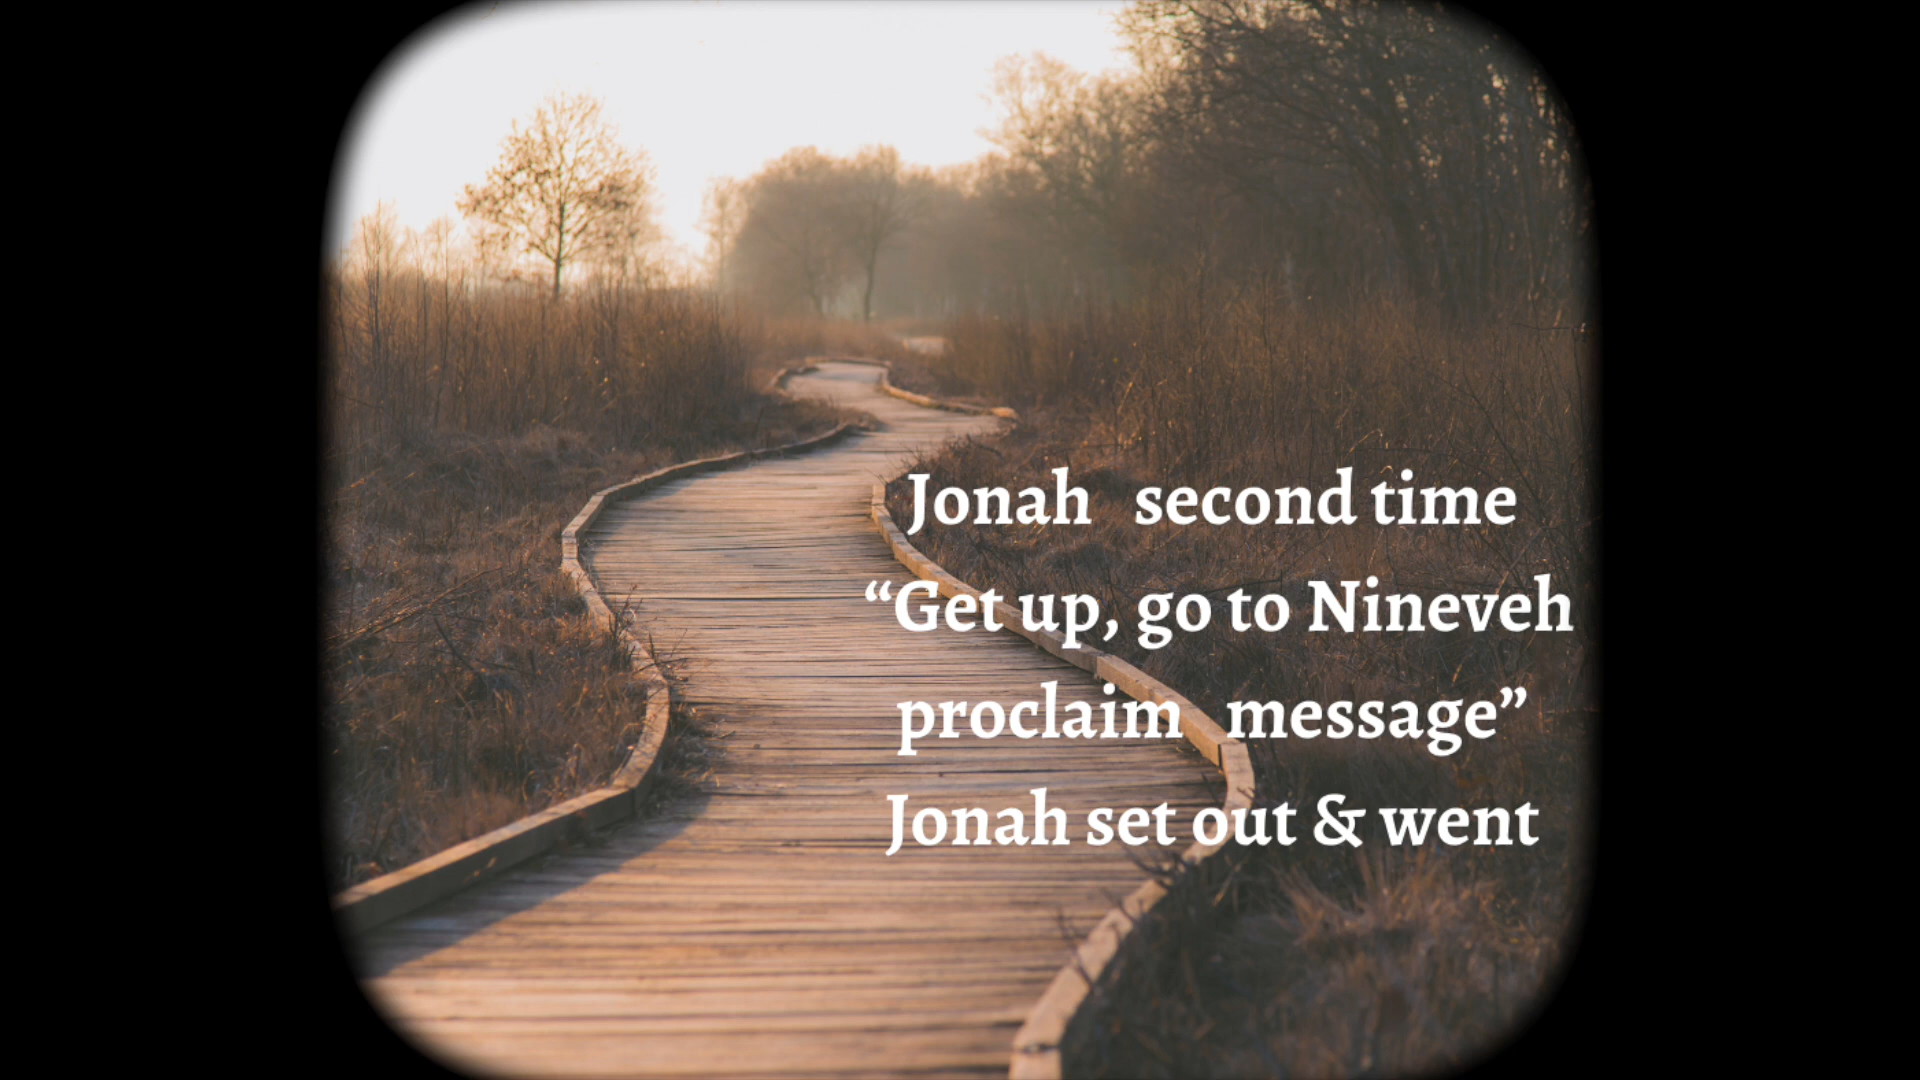 Jonah second time
“Get up, go to Nineveh
proclaim message”
Jonah set out & went